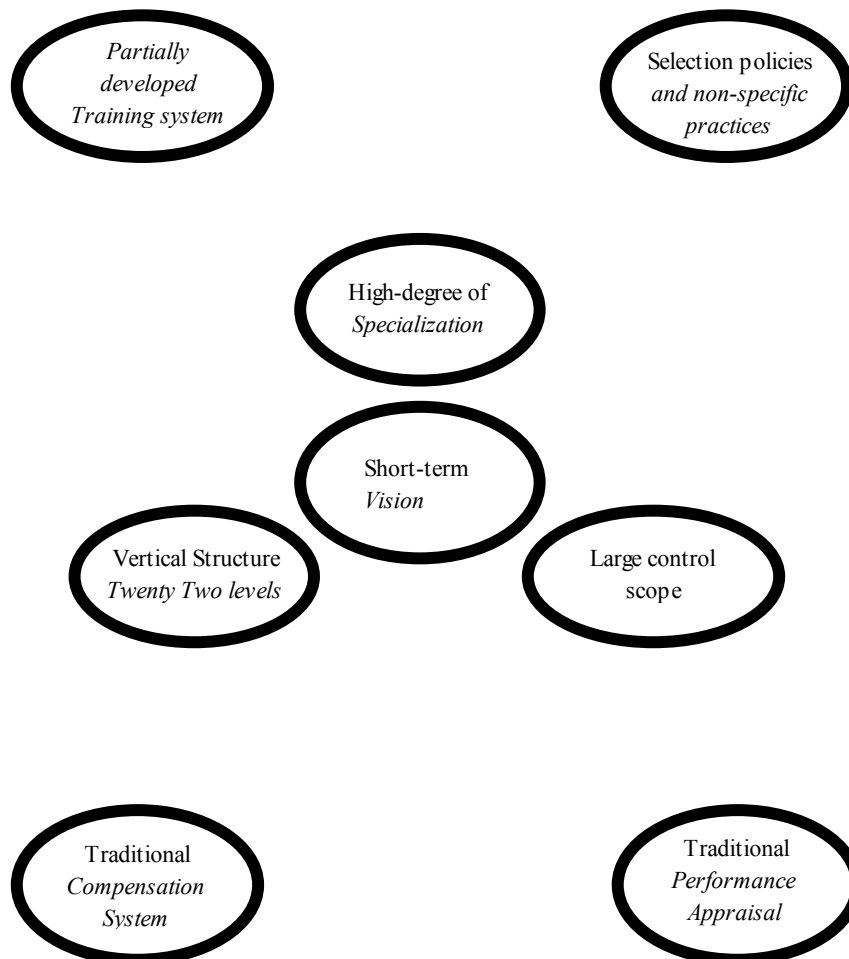 Partially
developed
Training system
Selection policies
and non-specific
practices
High-degree of
Specialization
Short-term
Vision
Vertical Structure
Twenty Two levels
Large control
scope
Traditional
Compensation
System
Traditional
Performance
Appraisal